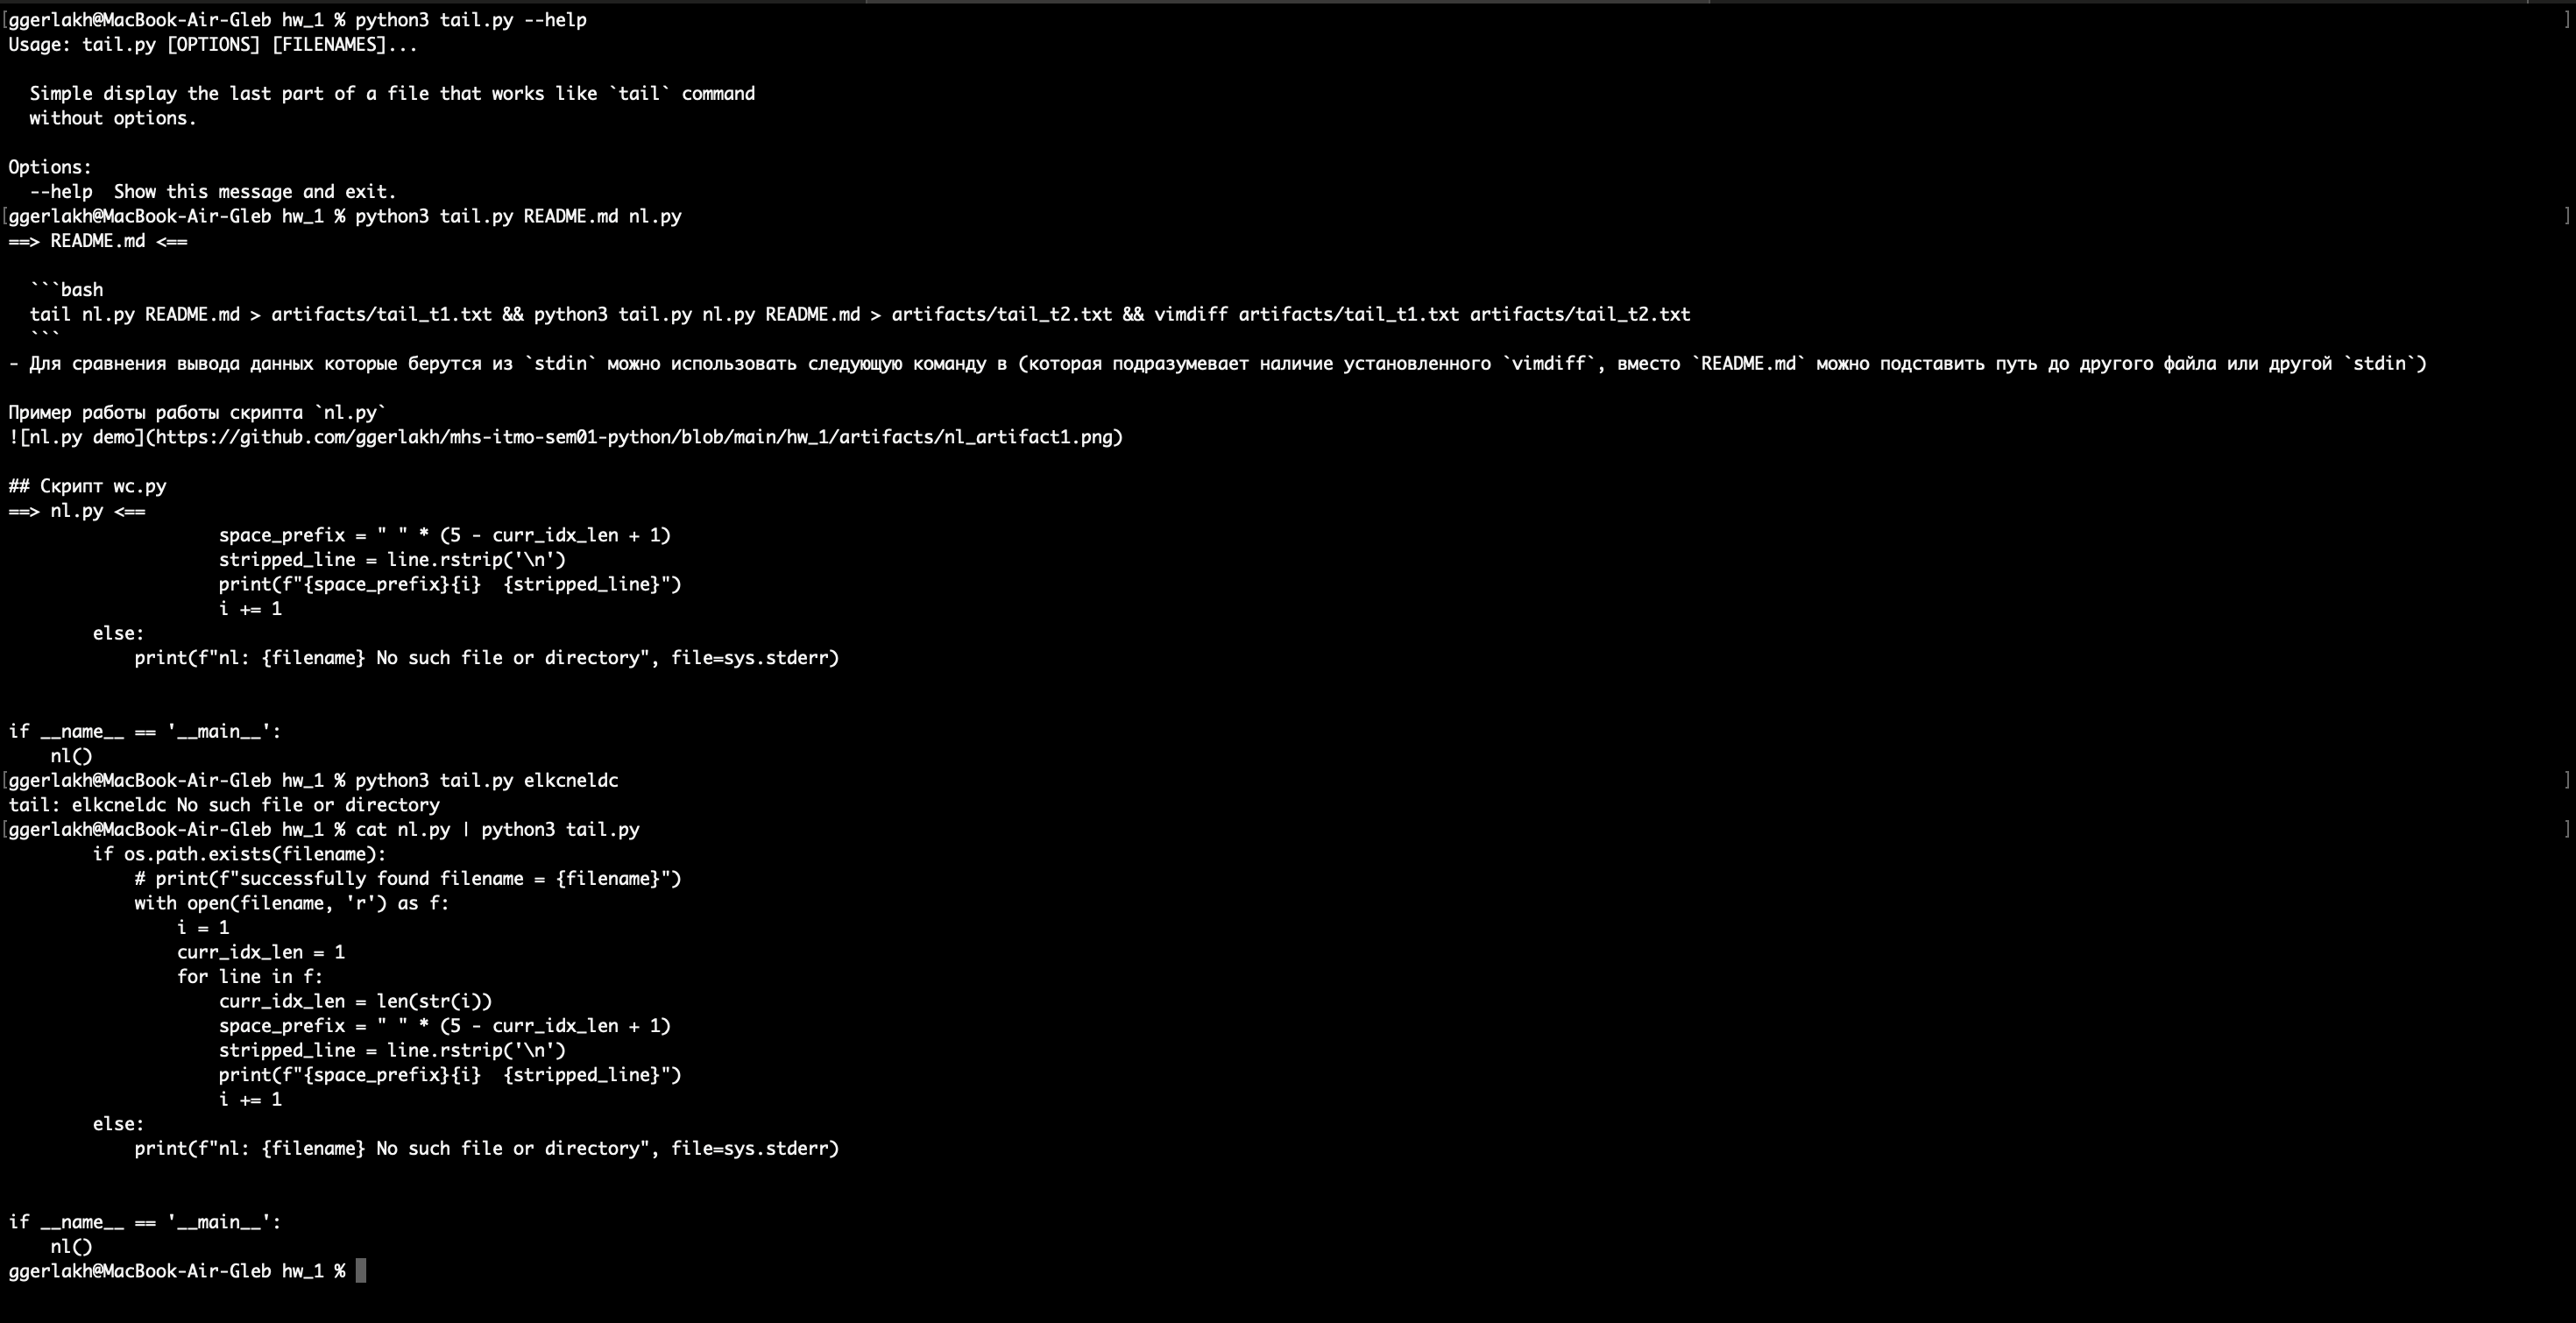 [ggerlakh@MacBook-Air-Gleb hw_1 % python3 tail.py --help ]
Usage: tail.py [OPTIONS] [FILENAMES]...

  Simple display the last part of a file that works like `tail` command
  without options.

Options:
  --help  Show this message and exit.
[ggerlakh@MacBook-Air-Gleb hw_1 % python3 tail.py README.md nl.py ]
==> README.md <==

  ```bash
  tail nl.py README.md > artifacts/tail_t1.txt && python3 tail.py nl.py README.md > artifacts/tail_t2.txt && vimdiff artifacts/tail_t1.txt artifacts/tail_t2.txt
  ```
- Для сравнения вывода данных которые берутся из `stdin` можно использовать следующую команду в (которая подразумевает наличие установленного `vimdiff`, вместо `README.md` можно подставить путь до другого файла или другой `stdin`)

Пример работы работы скрипта `nl.py`
![nl.py demo](https://github.com/ggerlakh/mhs-itmo-sem01-python/blob/main/hw_1/artifacts/nl_artifact1.png)

## Скрипт wc.py
==> nl.py <==
                    space_prefix = " " * (5 - curr_idx_len + 1)
                    stripped_line = line.rstrip('\n')
                    print(f"{space_prefix}{i}  {stripped_line}")
                    i += 1
        else:
            print(f"nl: {filename} No such file or directory", file=sys.stderr)


if __name__ == '__main__':
    nl()
[ggerlakh@MacBook-Air-Gleb hw_1 % python3 tail.py elkcneldc ]
tail: elkcneldc No such file or directory
[ggerlakh@MacBook-Air-Gleb hw_1 % cat nl.py | python3 tail.py ]
        if os.path.exists(filename):
            # print(f"successfully found filename = {filename}")
            with open(filename, 'r') as f:
                i = 1
                curr_idx_len = 1
                for line in f:
                    curr_idx_len = len(str(i))
                    space_prefix = " " * (5 - curr_idx_len + 1)
                    stripped_line = line.rstrip('\n')
                    print(f"{space_prefix}{i}  {stripped_line}")
                    i += 1
        else:
            print(f"nl: {filename} No such file or directory", file=sys.stderr)


if __name__ == '__main__':
    nl()
ggerlakh@MacBook-Air-Gleb hw_1 %